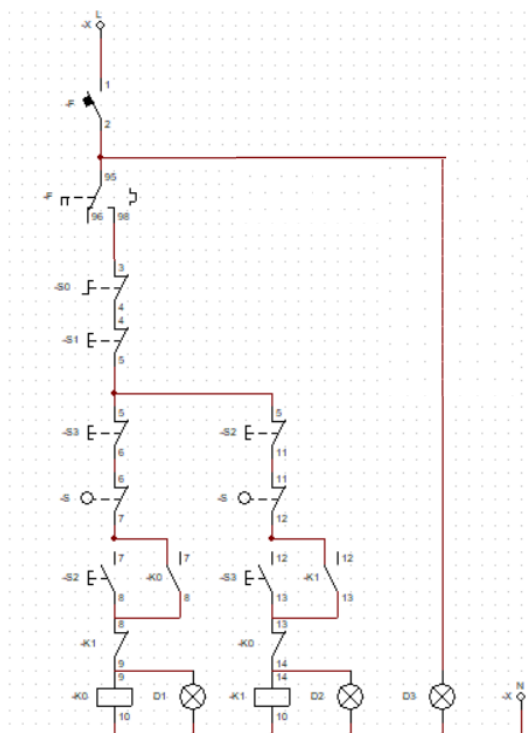 L
-X
1
-F
2
95
-F
96 98
3
-S0
4
4
-S1
5
5 5
-S3 -S2
6 11
6 11
-S -S
7 12
7 7 12 12
-S2 -K0 -S3 -K1
8 8 13 13
8 13
-K1 -K0
9 14
9 14
-K0 D1 -K1 D2 D3 -X N
10 10